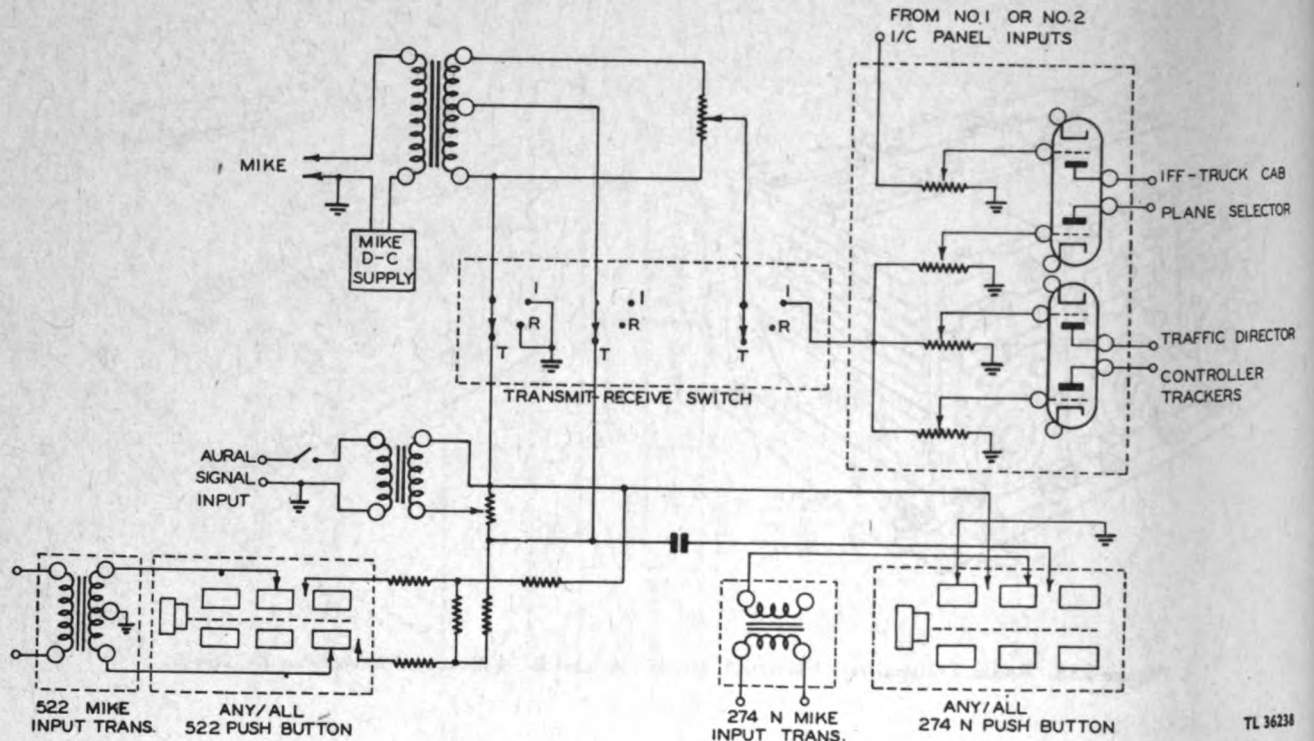 FROM NO.1 OR NO.2
I/C PANEL INPUTS
MIKE
MIKE
D-C
SUPPLY
IFF-TRUCK CAB
PLANE SELECTOR
I
R
T
I
R
T
I
R
T
TRANSMIT-RECEIVE SWITCH
TRAFFIC DIRECTOR
CONTROLLER
TRACKERS
AURAL
SIGNAL
INPUT
522 MIKE
INPUT TRANS.
ANY/ALL
522 PUSH BUTTON
274 N MIKE
INPUT TRANS.
ANY/ALL
274 N PUSH BUTTON
TL 36238